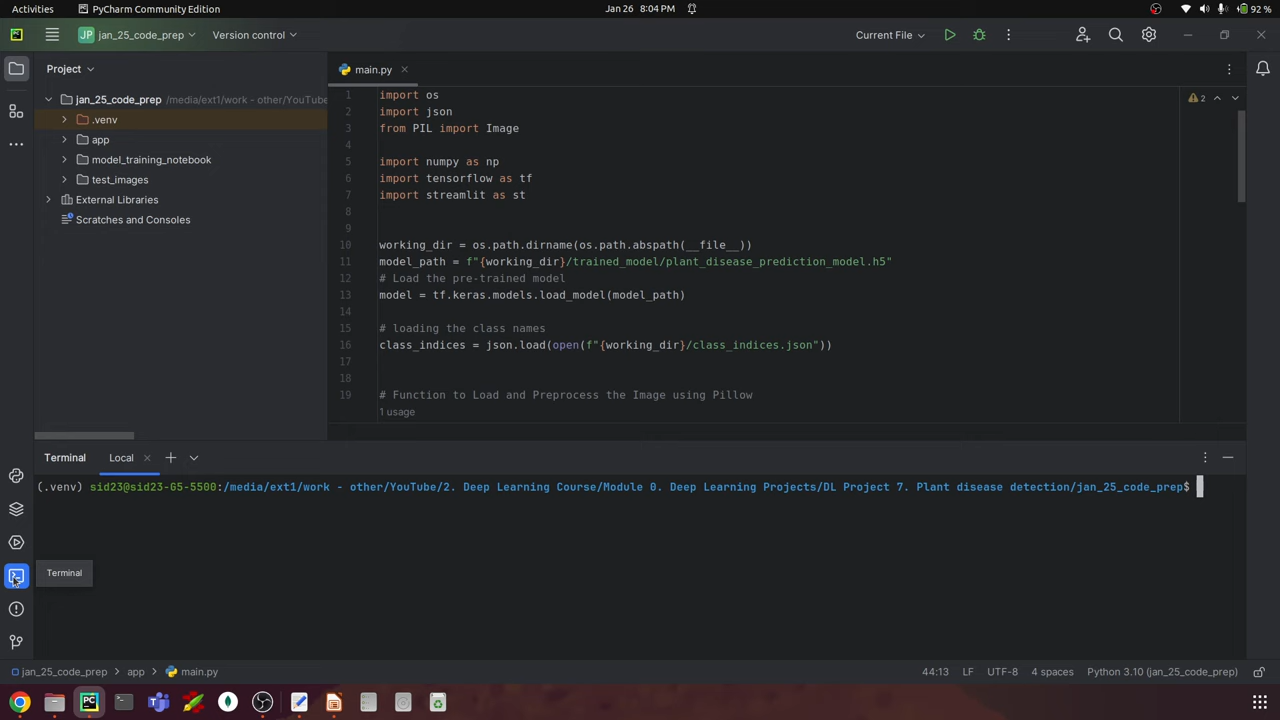 Activities
PyCharm Community Edition
Jan 26 8:04 PM
92 %
JP jan_25_code_prep
Version control
Current File
Project
main.py
jan_25_code_prep /media/ext1/work - other/YouTube
.venv
app
model_training_notebook
test_images
External Libraries
Scratches and Consoles
1 import os
2 import json
3 from PIL import Image
4
5 import numpy as np
6 import tensorflow as tf
7 import streamlit as st
8
9
10 working_dir = os.path.dirname(os.path.abspath(__file__))
11 model_path = f"{working_dir}/trained_model/plant_disease_prediction_model.h5"
12 # Load the pre-trained model
13 model = tf.keras.models.load_model(model_path)
14
15 # loading the class names
16 class_indices = json.load(open(f"{working_dir}/class_indices.json"))
17
18
19 # Function to Load and Preprocess the Image using Pillow
1 usage
2
Terminal
Local
(.venv) sid23@sid23-G5-5500:/media/ext1/work - other/YouTube/2. Deep Learning Course/Module 0. Deep Learning Projects/DL Project 7. Plant disease detection/jan_25_code_prep$
Terminal
jan_25_code_prep > app > main.py
44:13
LF
UTF-8
4 spaces
Python 3.10 (jan_25_code_prep)